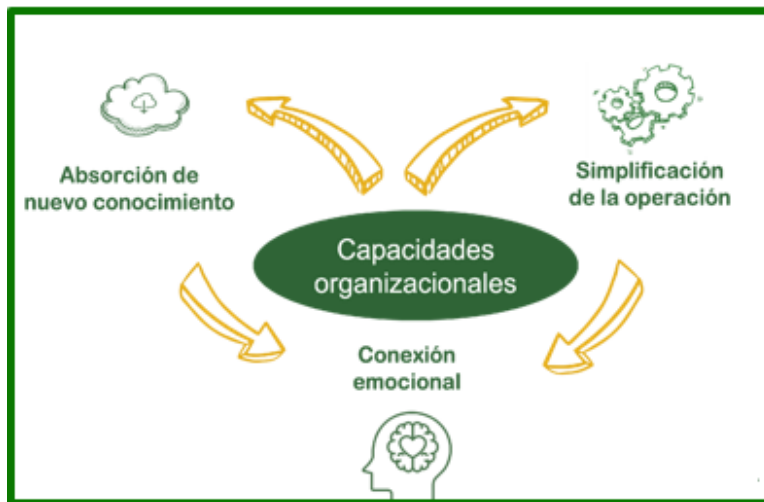 Absorción de
nuevo conocimiento
Simplificación
de la operación
Capacidades
organizacionales
Conexión
emocional